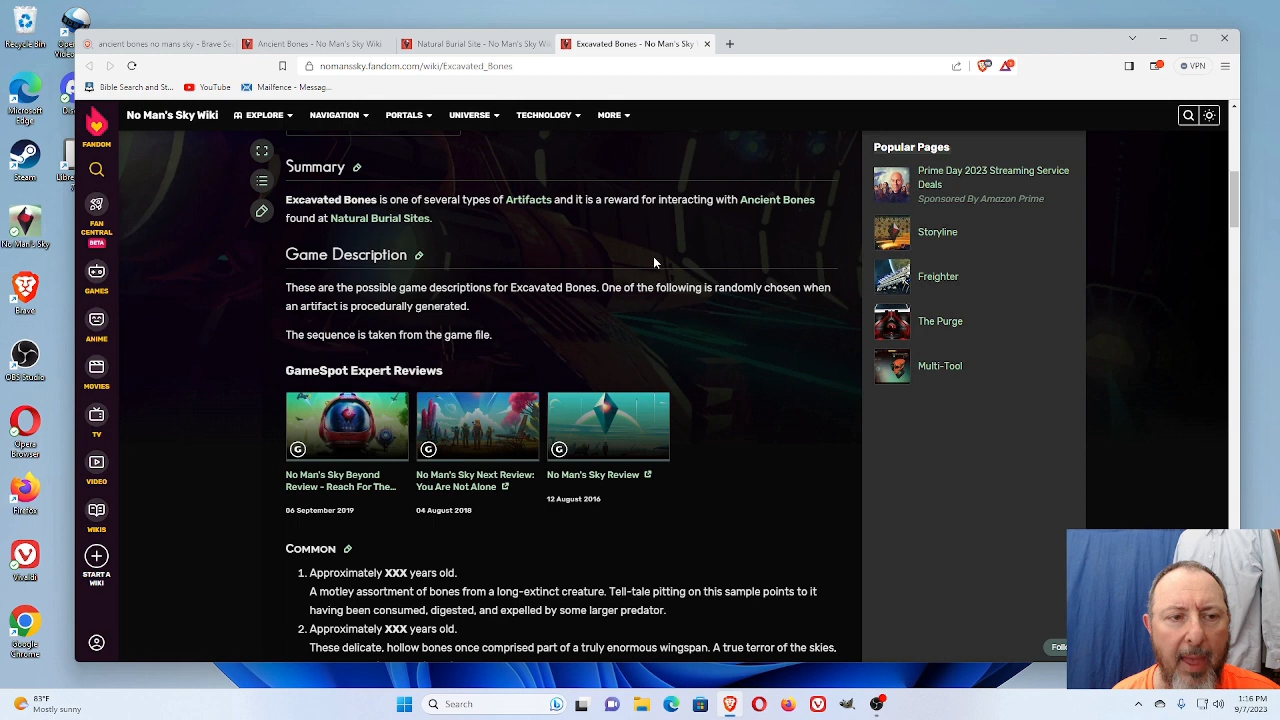 Recycle Bin
Microsoft Edge
Steam
No Man's Sky
Brave
OBS Studio
Opera Browser
Firefox
Vivaldi
Google Chrome
ancient bones no mans sky - Brave Se
Ancient Bones - No Man's Sky Wiki
Natural Burial Site - No Man's Sky Wi
Excavated Bones - No Man's Sky
nomanssky.fandom.com/wiki/Excavated_Bones
VPN
Bible Search and St...
YouTube
Mailfence - Messag...
FANDOM
FAN CENTRAL
BETA
GAMES
ANIME
MOVIES
TV
VIDEO
WIKIS
START A WIKI
No Man's Sky Wiki
EXPLORE
NAVIGATION
PORTALS
UNIVERSE
TECHNOLOGY
MORE
Summary
Excavated Bones is one of several types of Artifacts and it is a reward for interacting with Ancient Bones
found at Natural Burial Sites.
Game Description
These are the possible game descriptions for Excavated Bones. One of the following is randomly chosen when
an artifact is procedurally generated.
The sequence is taken from the game file.
GameSpot Expert Reviews
No Man's Sky Beyond
Review - Reach For The...
06 September 2019
No Man's Sky Next Review:
You Are Not Alone
04 August 2018
No Man's Sky Review
12 August 2016
COMMON
1. Approximately XXX years old.
A motley assortment of bones from a long-extinct creature. Tell-tale pitting on this sample points to it
having been consumed, digested, and expelled by some larger predator.
2. Approximately XXX years old.
These delicate, hollow bones once comprised part of a truly enormous wingspan. A true terror of the skies,
Popular Pages
Prime Day 2023 Streaming Service
Deals
Sponsored By Amazon Prime
Storyline
Freighter
The Purge
Multi-Tool
83°F
Mostly sunny
Search
1:16 PM
9/7/2023